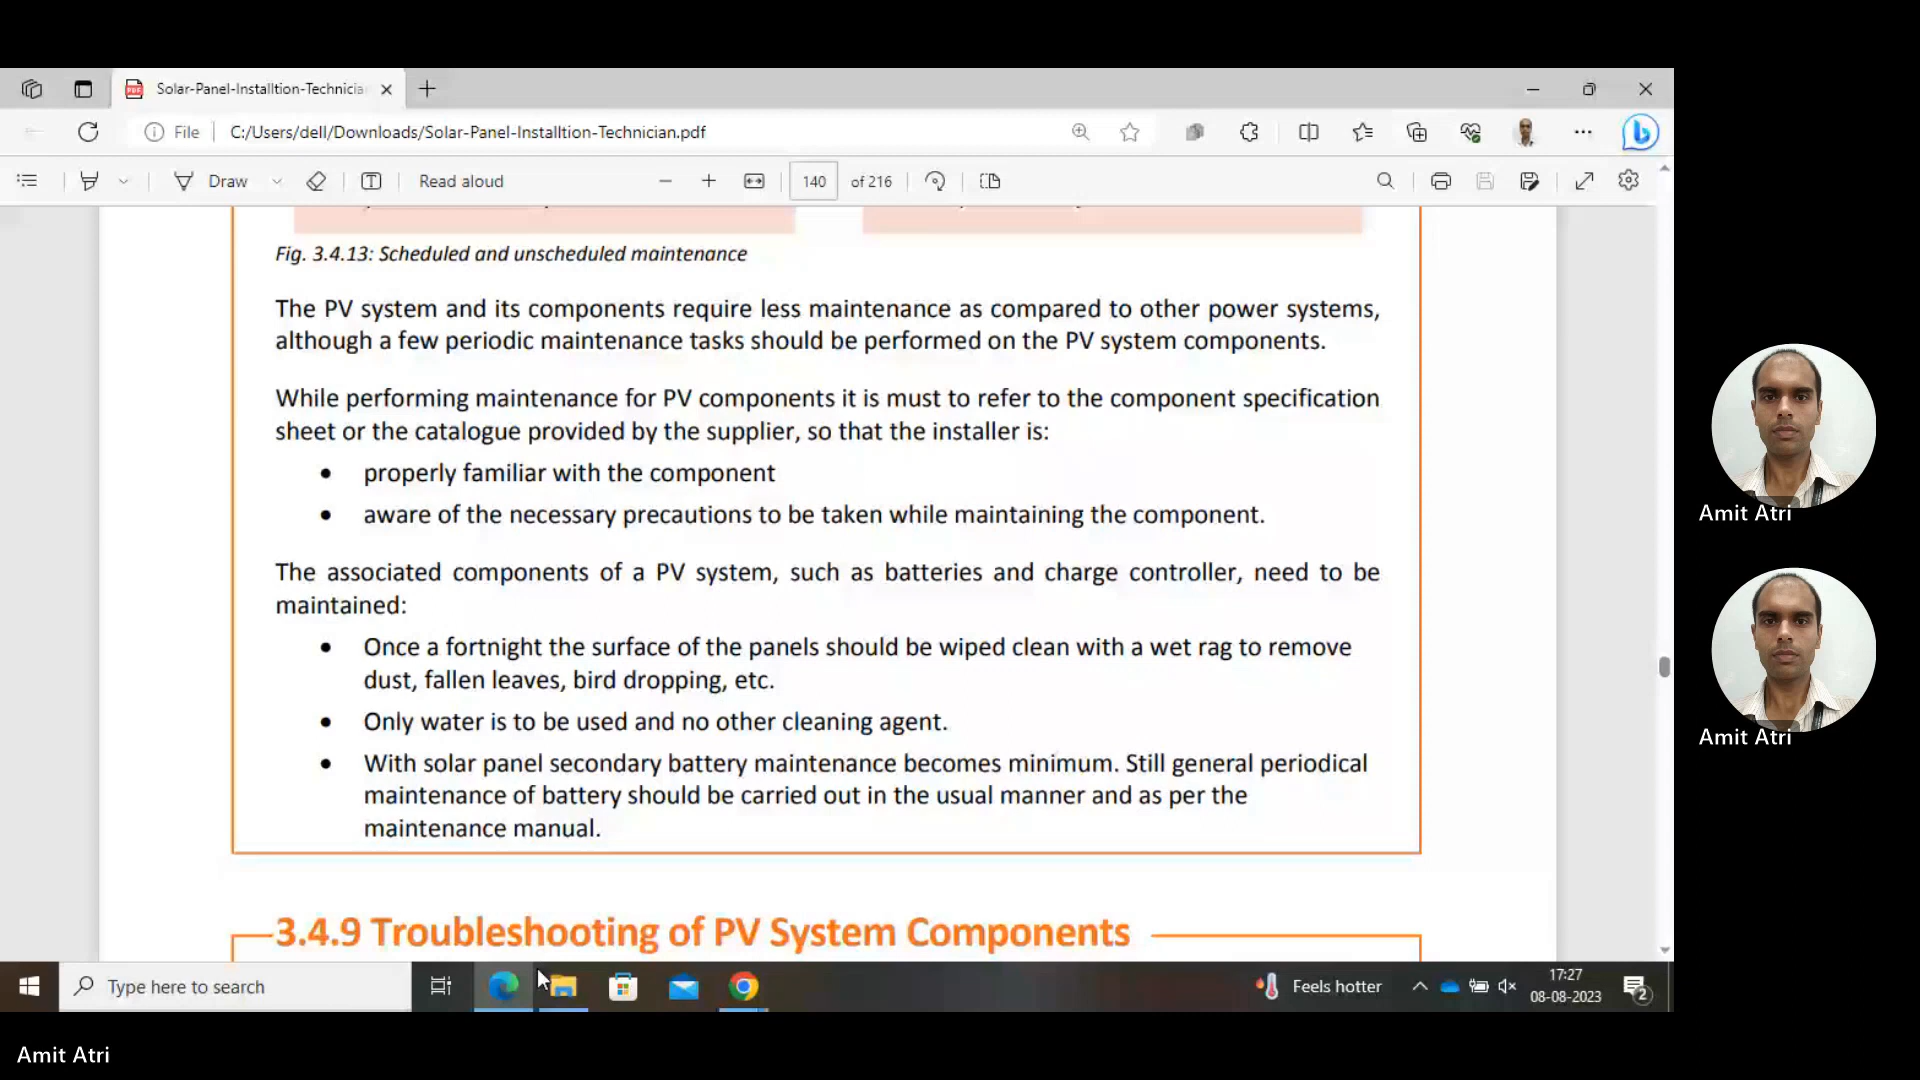 Solar-Panel-Installtion-Technicia
File
C:/Users/dell/Downloads/Solar-Panel-Installtion-Technician.pdf
Draw
Read aloud
140
of 216
Fig. 3.4.13: Scheduled and unscheduled maintenance
The PV system and its components require less maintenance as compared to other power systems,
although a few periodic maintenance tasks should be performed on the PV system components.
While performing maintenance for PV components it is must to refer to the component specification
sheet or the catalogue provided by the supplier, so that the installer is:
• properly familiar with the component
• aware of the necessary precautions to be taken while maintaining the component.
The associated components of a PV system, such as batteries and charge controller, need to be
maintained:
• Once a fortnight the surface of the panels should be wiped clean with a wet rag to remove
dust, fallen leaves, bird dropping, etc.
• Only water is to be used and no other cleaning agent.
• With solar panel secondary battery maintenance becomes minimum. Still general periodical
maintenance of battery should be carried out in the usual manner and as per the
maintenance manual.
3.4.9 Troubleshooting of PV System Components
Type here to search
Feels hotter
17:27
08-08-2023
2
Amit Atri
Amit Atri
Amit Atri